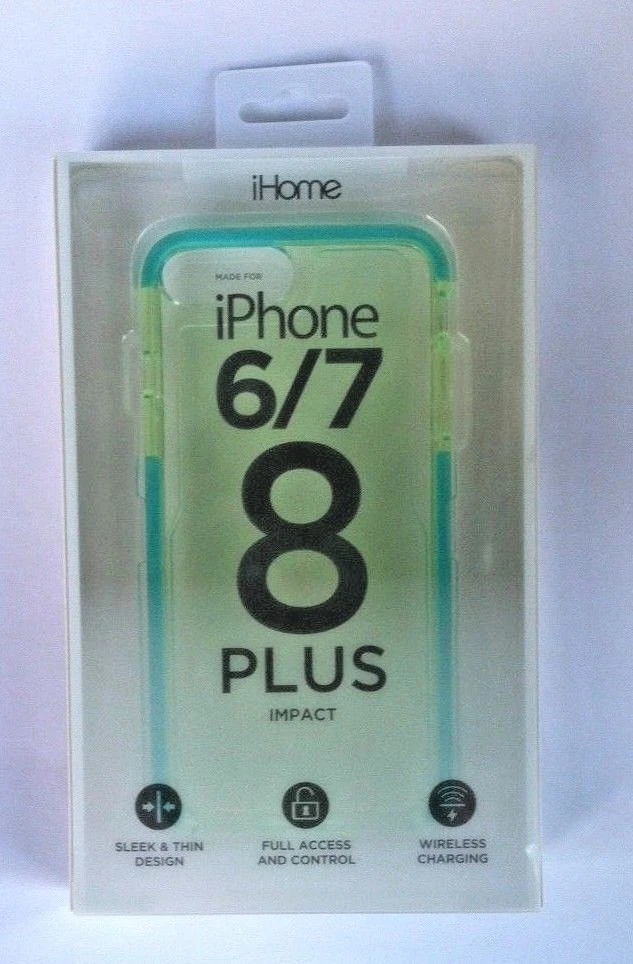 iHome
MADE FOR
iPhone
6/7
8
PLUS
IMPACT
SLEEK & THIN
DESIGN
FULL ACCESS
AND CONTROL
WIRELESS
CHARGING